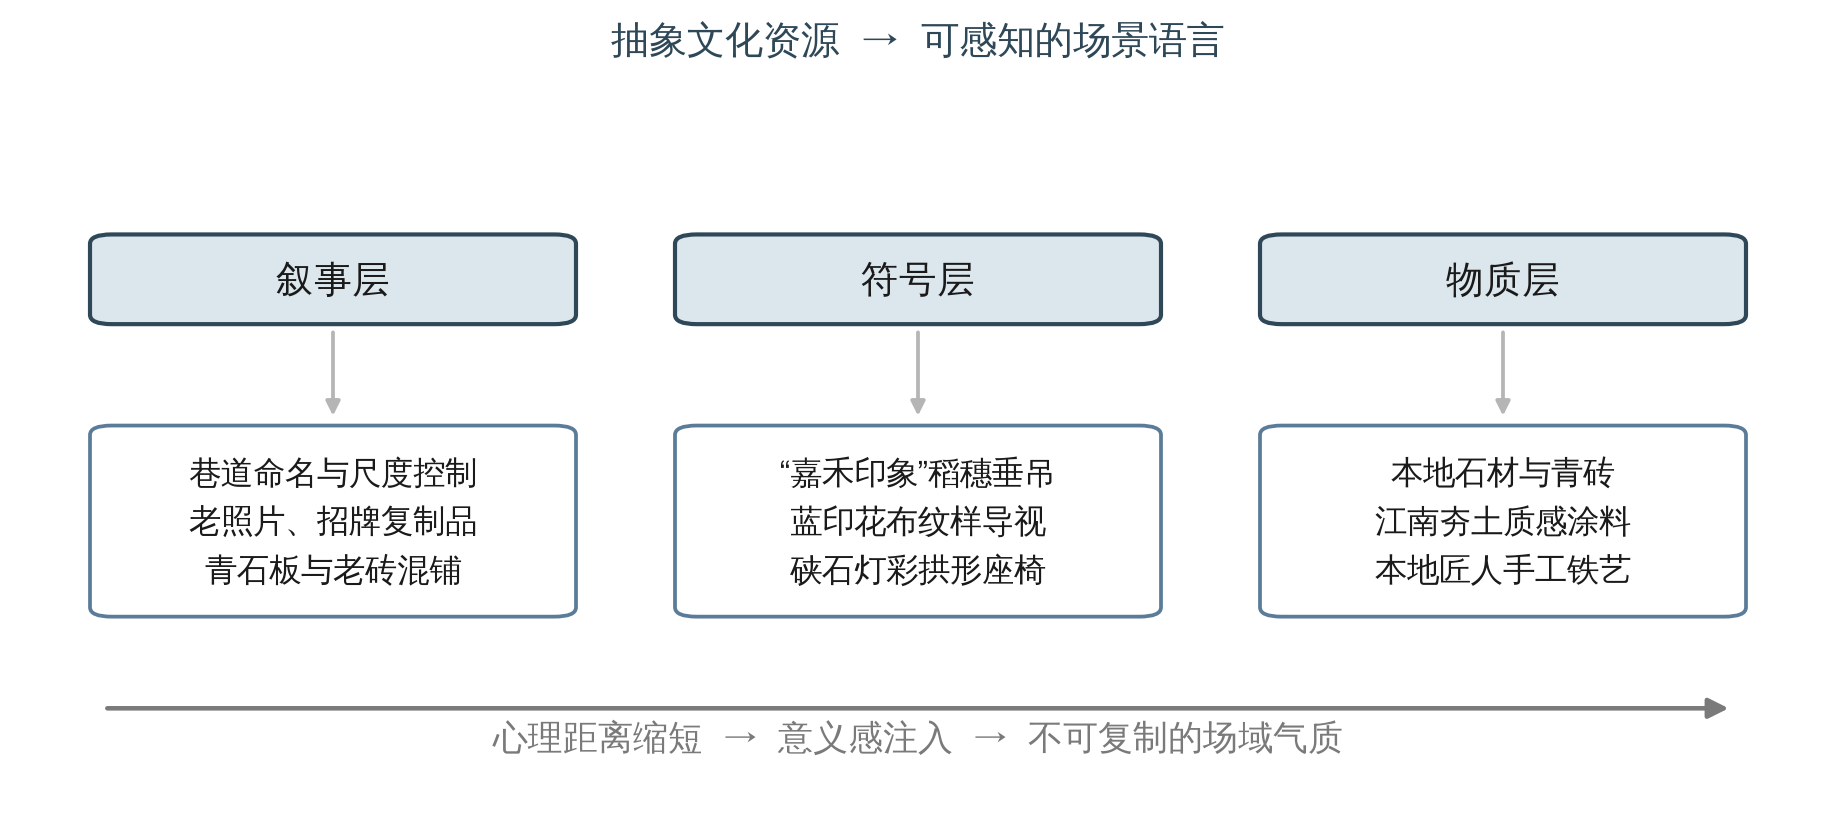 抽象文化资源 → 可感知的场景语言
叙事层
符号层
物质层
巷道命名与尺度控制
老照片、招牌复制品
青石板与老砖混铺
“嘉禾印象”稻穗垂吊
蓝印花布纹样导视
硖石灯彩拱形座椅
本地石材与青砖
江南夯土质感涂料
本地匠人手工铁艺
心理距离缩短 → 意义感注入 → 不可复制的场域气质